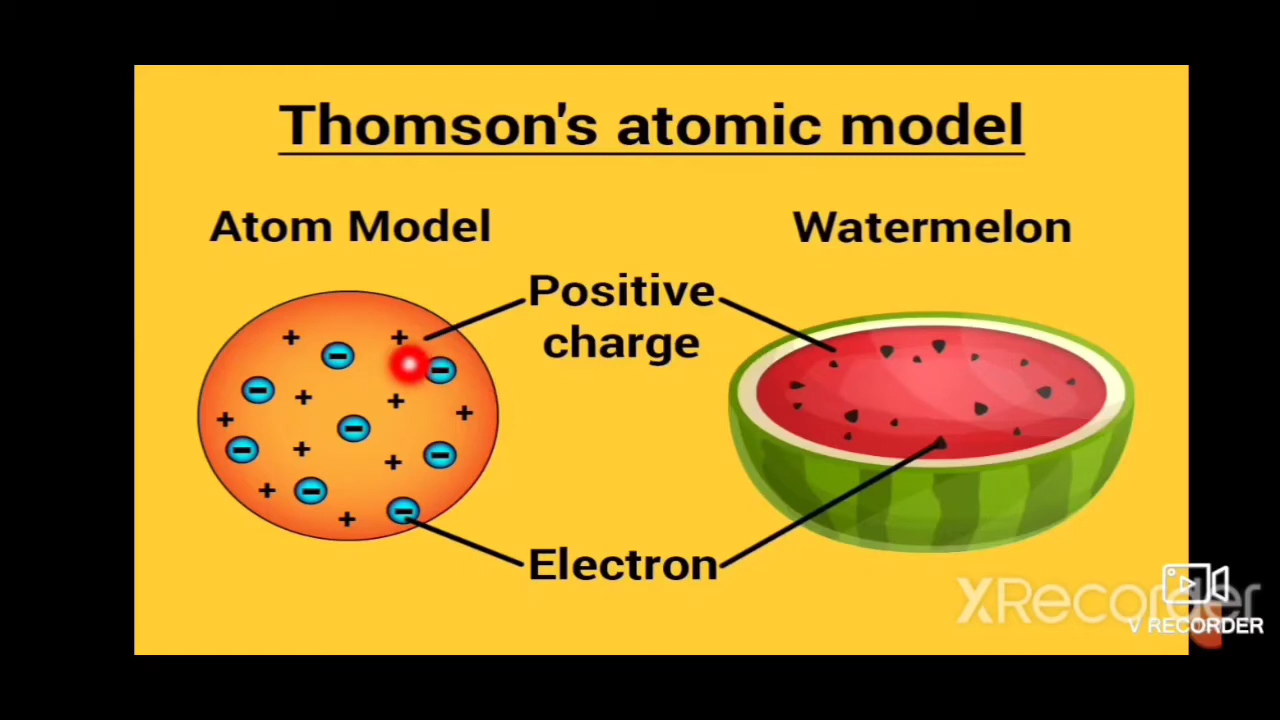 Thomson's atomic model
Atom Model
Watermelon
Positive
charge
+ − + −
− + +
+ − + −
− + + −
+ − + −
Electron
XRecorder
V RECORDER